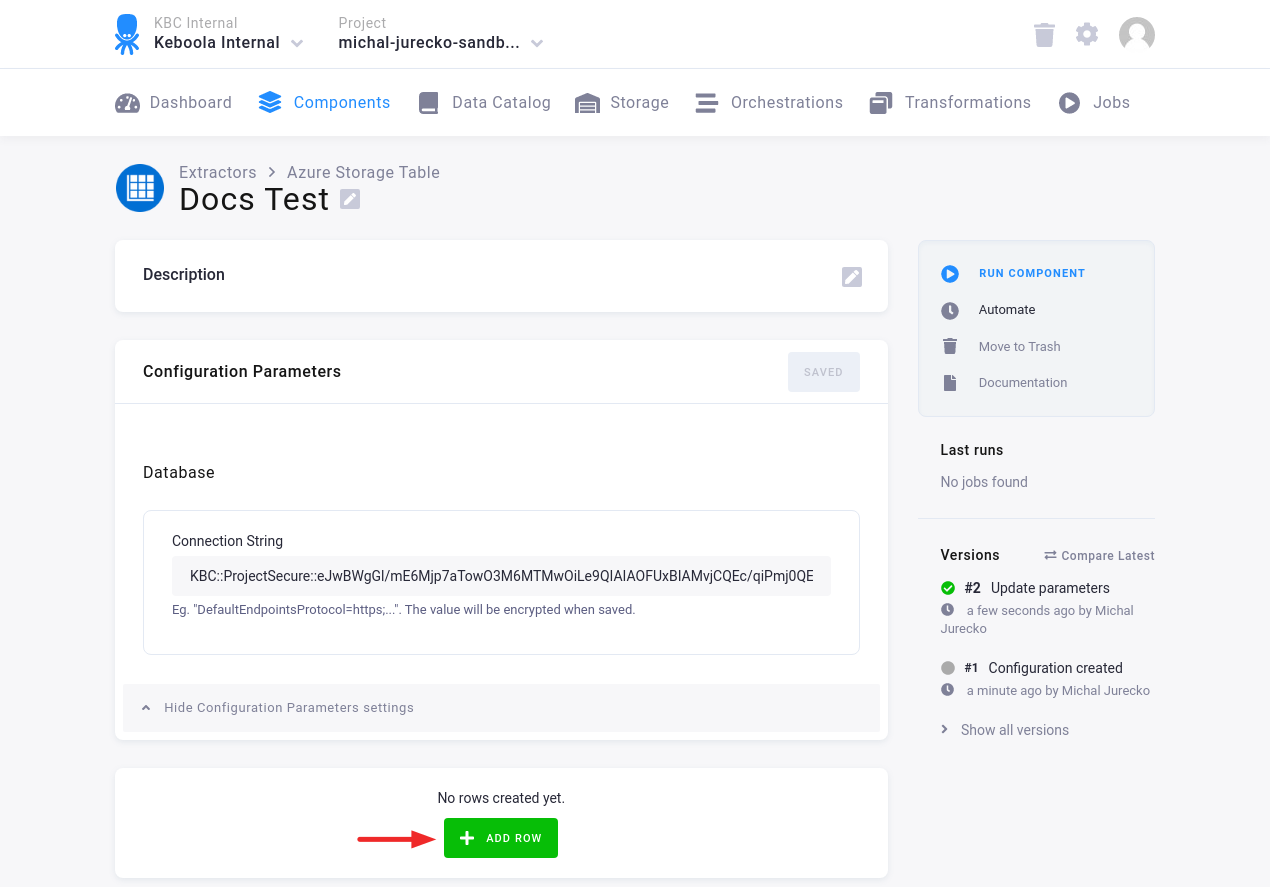 KBC Internal
Keboola Internal
Project
michal-jurecko-sandb...
Dashboard
Components
Data Catalog
Storage
Orchestrations
Transformations
Jobs
Extractors
Azure Storage Table
Docs Test
Description
Configuration Parameters
SAVED
Database
Connection String
KBC::ProjectSecure::eJwBWgGl/mE6Mjp7aTowO3M6MTMwOiLe9QIAIAOFUxBIAMvjCQEc/qiPmj0QE
Eg. "DefaultEndpointsProtocol=https;...". The value will be encrypted when saved.
Hide Configuration Parameters settings
No rows created yet.
ADD ROW
RUN COMPONENT
Automate
Move to Trash
Documentation
Last runs
No jobs found
Versions
Compare Latest
#2 Update parameters
a few seconds ago by Michal
Jurecko
#1 Configuration created
a minute ago by Michal Jurecko
Show all versions